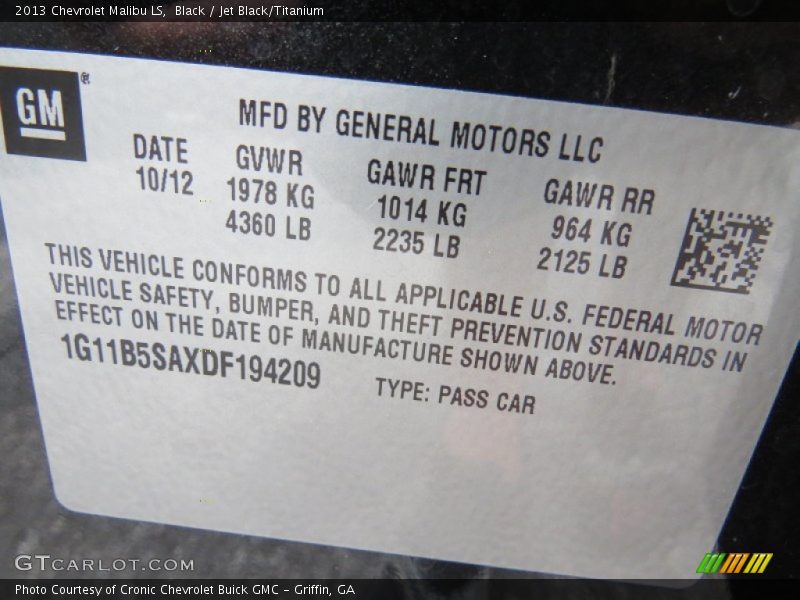 2013 Chevrolet Malibu LS, Black / Jet Black/Titanium
GM®
MFD BY GENERAL MOTORS LLC
DATE GVWR GAWR FRT GAWR RR
10/12 1978 KG 1014 KG 964 KG
4360 LB 2235 LB 2125 LB
THIS VEHICLE CONFORMS TO ALL APPLICABLE U.S. FEDERAL MOTOR
VEHICLE SAFETY, BUMPER, AND THEFT PREVENTION STANDARDS IN
EFFECT ON THE DATE OF MANUFACTURE SHOWN ABOVE.
1G11B5SAXDF194209 TYPE: PASS CAR
GTCARLOT.COM
Photo Courtesy of Cronic Chevrolet Buick GMC – Griffin, GA